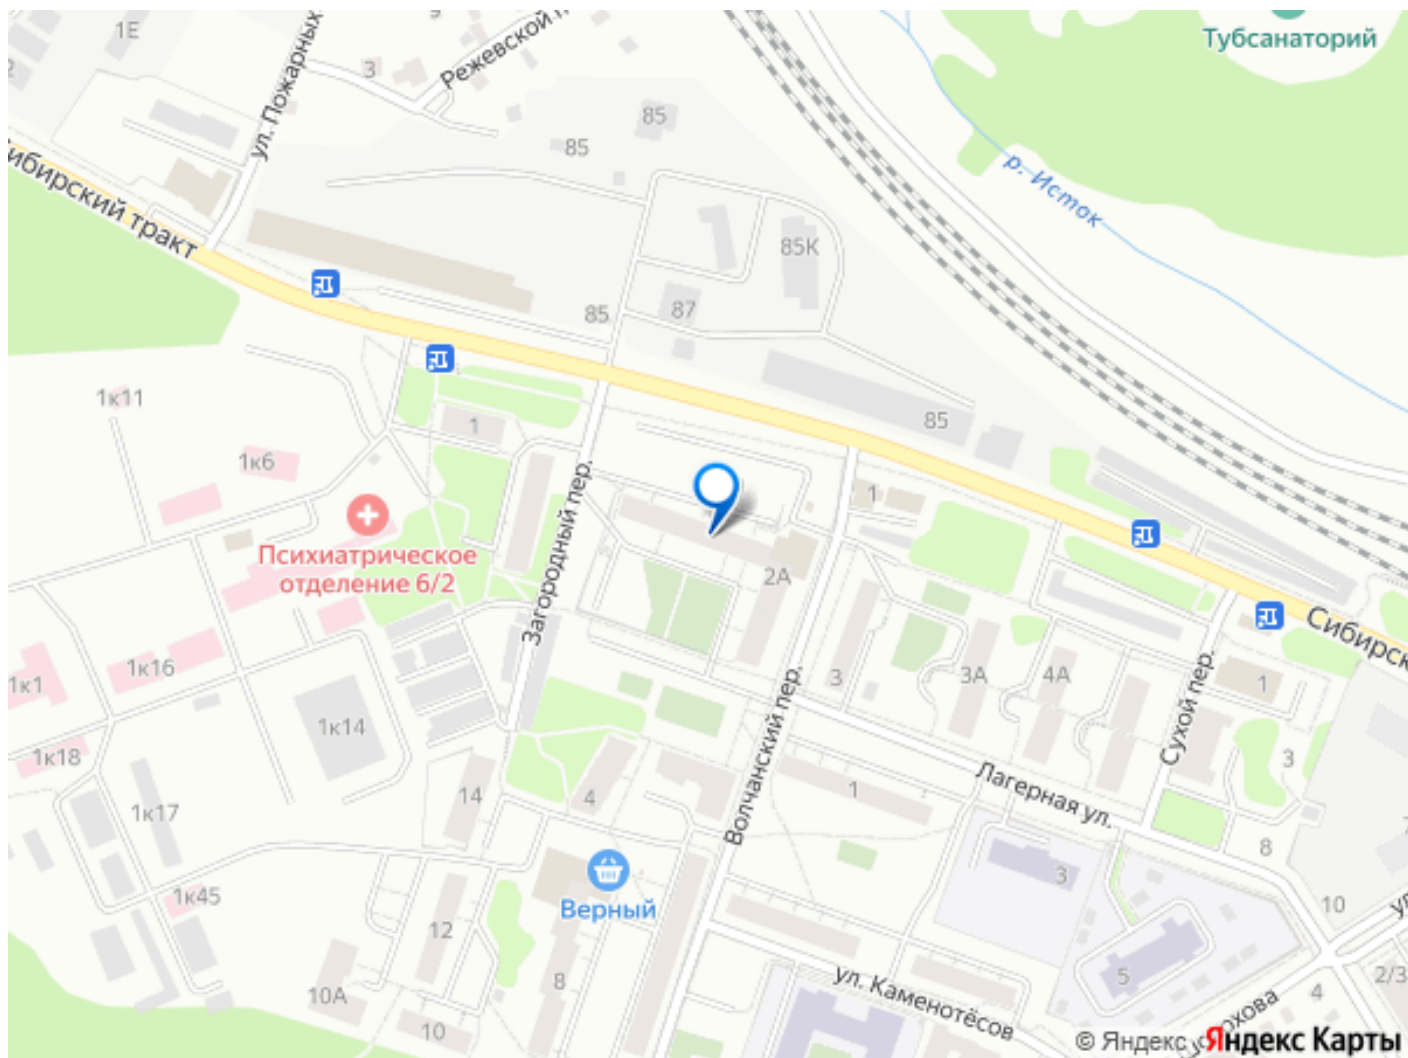 1Е
9
Тубсанаторий
ул. Пожарных
3
Режевской п
85
85
р. Исток
Сибирский тракт
85К
85
87
1к11
1
85
1к6
Загородный пер.
1
Психиатрическое
отделение 6/2
2А
Сибирск
1к1
1к16
3
3А
4А
Сухой пер.
1
1к14
Волчанский пер.
1к18
3
Лагерная ул.
14
4
1
1к17
8
3
Верный
1к45
10
12
5
8
ул. Каменотёсов
2/3
10А
4
10
© Яндекс
Яндекс Карты